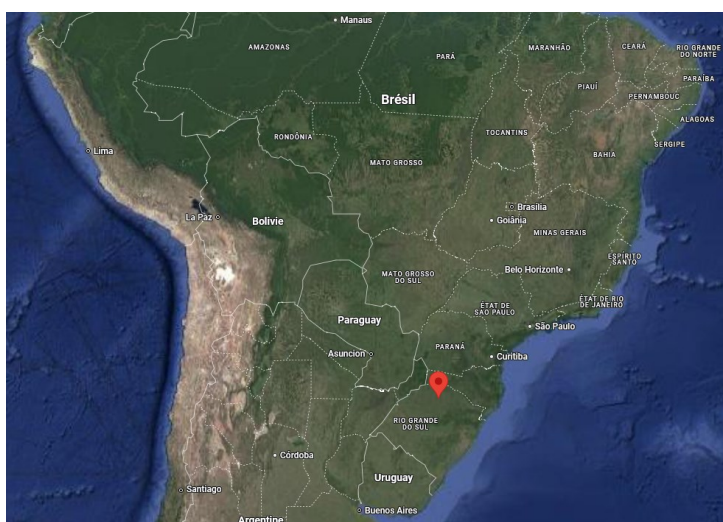 Manaus
AMAZONAS
PARÁ
MARANHÃO
CEARA
RIO GRANDE
DO NORTE
Brésil
PIAUÍ
PARAÍBA
PERNAMBOUC
ALAGOAS
RONDÔNIA
TOCANTINS
SERGIPE
Lima
MATO GROSSO
BAHIA
La Paz
Bolivie
Brasilia
Goiânia
MINAS GERAIS
MATO GROSSO
DO SUL
Belo Horizonte
ESPÍRITO
SANTO
ÉTAT DE
SAO PAULO
ÉTAT DE RIO
DE JANEIRO
Paraguay
São Paulo
Asuncion
PARANÁ
Curitiba
RIO GRANDE
DO SUL
Córdoba
Uruguay
Santiago
Buenos Aires
Argentine